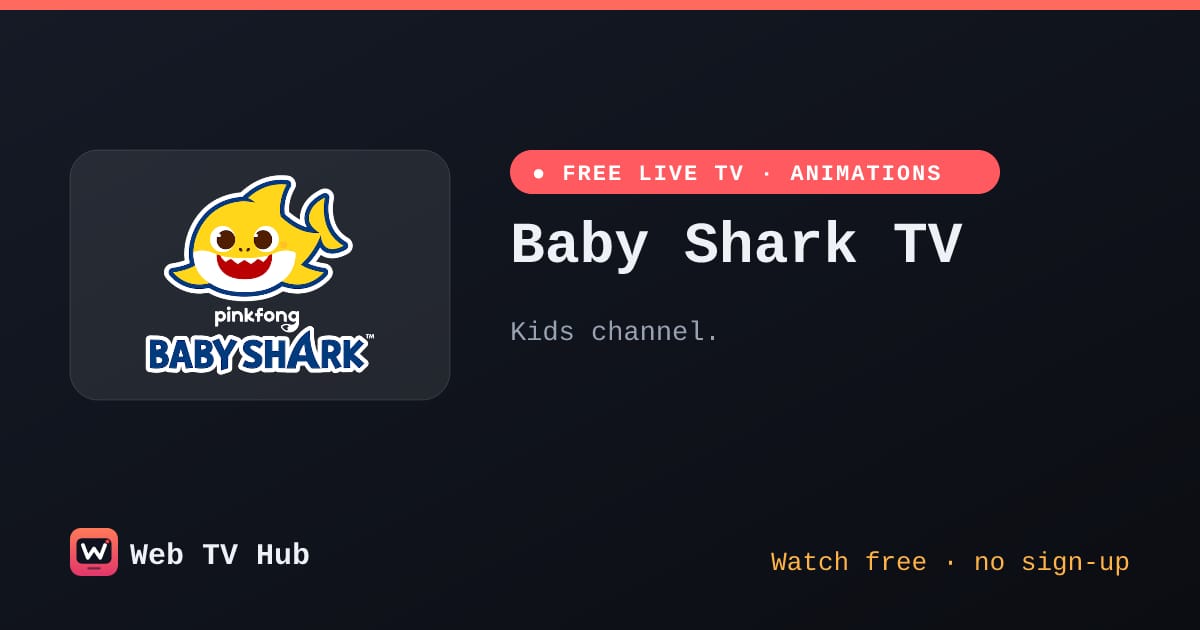 ● FREE LIVE TV · ANIMATIONS
Baby Shark TV
Kids channel.
pinkfong
BABY SHARK™
W
Web TV Hub
Watch free · no sign-up